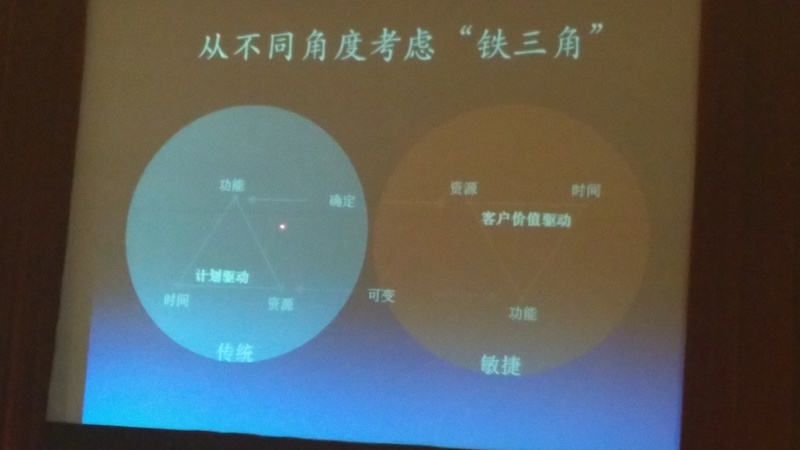 从不同角度考虑“铁三角”
功能
确定
资源
时间
计划驱动
客户价值驱动
时间
资源
可变
功能
传统
敏捷